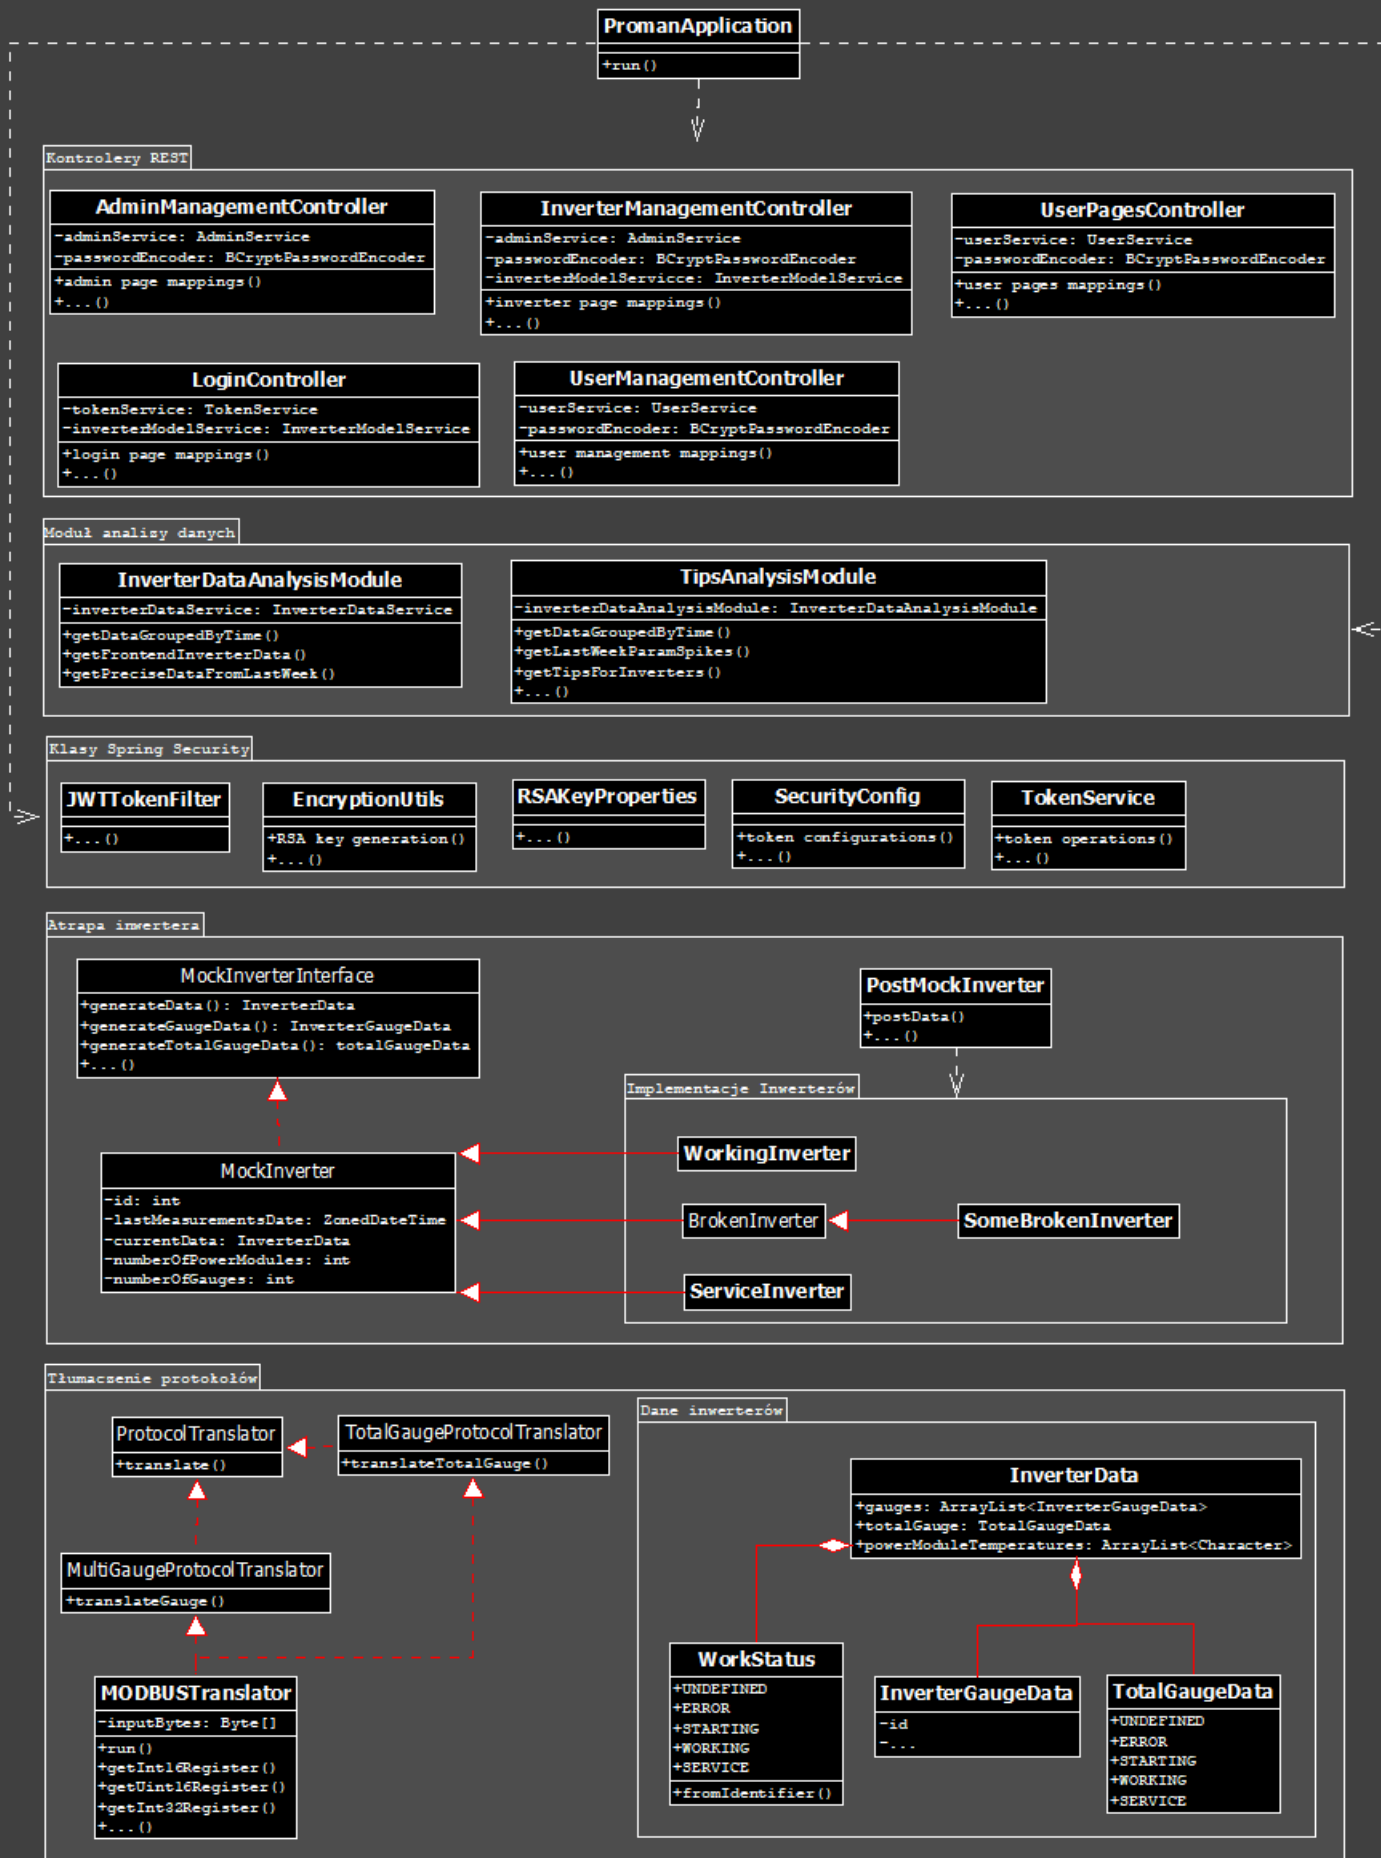 PromanApplication
+run()
Kontrolery REST
AdminManagementController
-adminService: AdminService
-passwordEncoder: BCryptPasswordEncoder
+admin page mappings()
+...()
InverterManagementController
-adminService: AdminService
-passwordEncoder: BCryptPasswordEncoder
-inverterModelServicce: InverterModelService
+inverter page mappings()
+...()
UserPagesController
-userService: UserService
-passwordEncoder: BCryptPasswordEncoder
+user pages mappings()
+...()
LoginController
-tokenService: TokenService
-inverterModelService: InverterModelService
+login page mappings()
+...()
UserManagementController
-userService: UserService
-passwordEncoder: BCryptPasswordEncoder
+user management mappings()
+...()
Moduł analizy danych
InverterDataAnalysisModule
-inverterDataService: InverterDataService
+getDataGroupedByTime()
+getFrontendInverterData()
+getPreciseDataFromLastWeek()
TipsAnalysisModule
-inverterDataAnalysisModule: InverterDataAnalysisModule
+getDataGroupedByTime()
+getLastWeekParamSpikes()
+getTipsForInverters()
+...()
Klasy Spring Security
JWTTokenFilter
+...()
EncryptionUtils
+RSA key generation()
+...()
RSAKeyProperties
+...()
SecurityConfig
+token configurations()
+...()
TokenService
+token operations()
+...()
Atrapa inwertera
MockInverterInterface
+generateData(): InverterData
+generateGaugeData(): InverterGaugeData
+generateTotalGaugeData(): totalGaugeData
+...()
PostMockInverter
+postData()
+...()
Implementacje Inwerterów
MockInverter
-id: int
-lastMeasurementsDate: ZonedDateTime
-currentData: InverterData
-numberOfPowerModules: int
-numberOfGauges: int
WorkingInverter
BrokenInverter
SomeBrokenInverter
ServiceInverter
Tłumaczenie protokołów
ProtocolTranslator
+translate()
TotalGaugeProtocolTranslator
+translateTotalGauge()
MultiGaugeProtocolTranslator
+translateGauge()
MODBUSTranslator
-inputBytes: Byte[]
+run()
+getInt16Register()
+getUint16Register()
+getInt32Register()
+...()
Dane inwerterów
InverterData
+gauges: ArrayList<InverterGaugeData>
+totalGauge: TotalGaugeData
+powerModuleTemperatures: ArrayList<Character>
WorkStatus
+UNDEFINED
+ERROR
+STARTING
+WORKING
+SERVICE
+fromIdentifier()
InverterGaugeData
-id
-...
TotalGaugeData
+UNDEFINED
+ERROR
+STARTING
+WORKING
+SERVICE